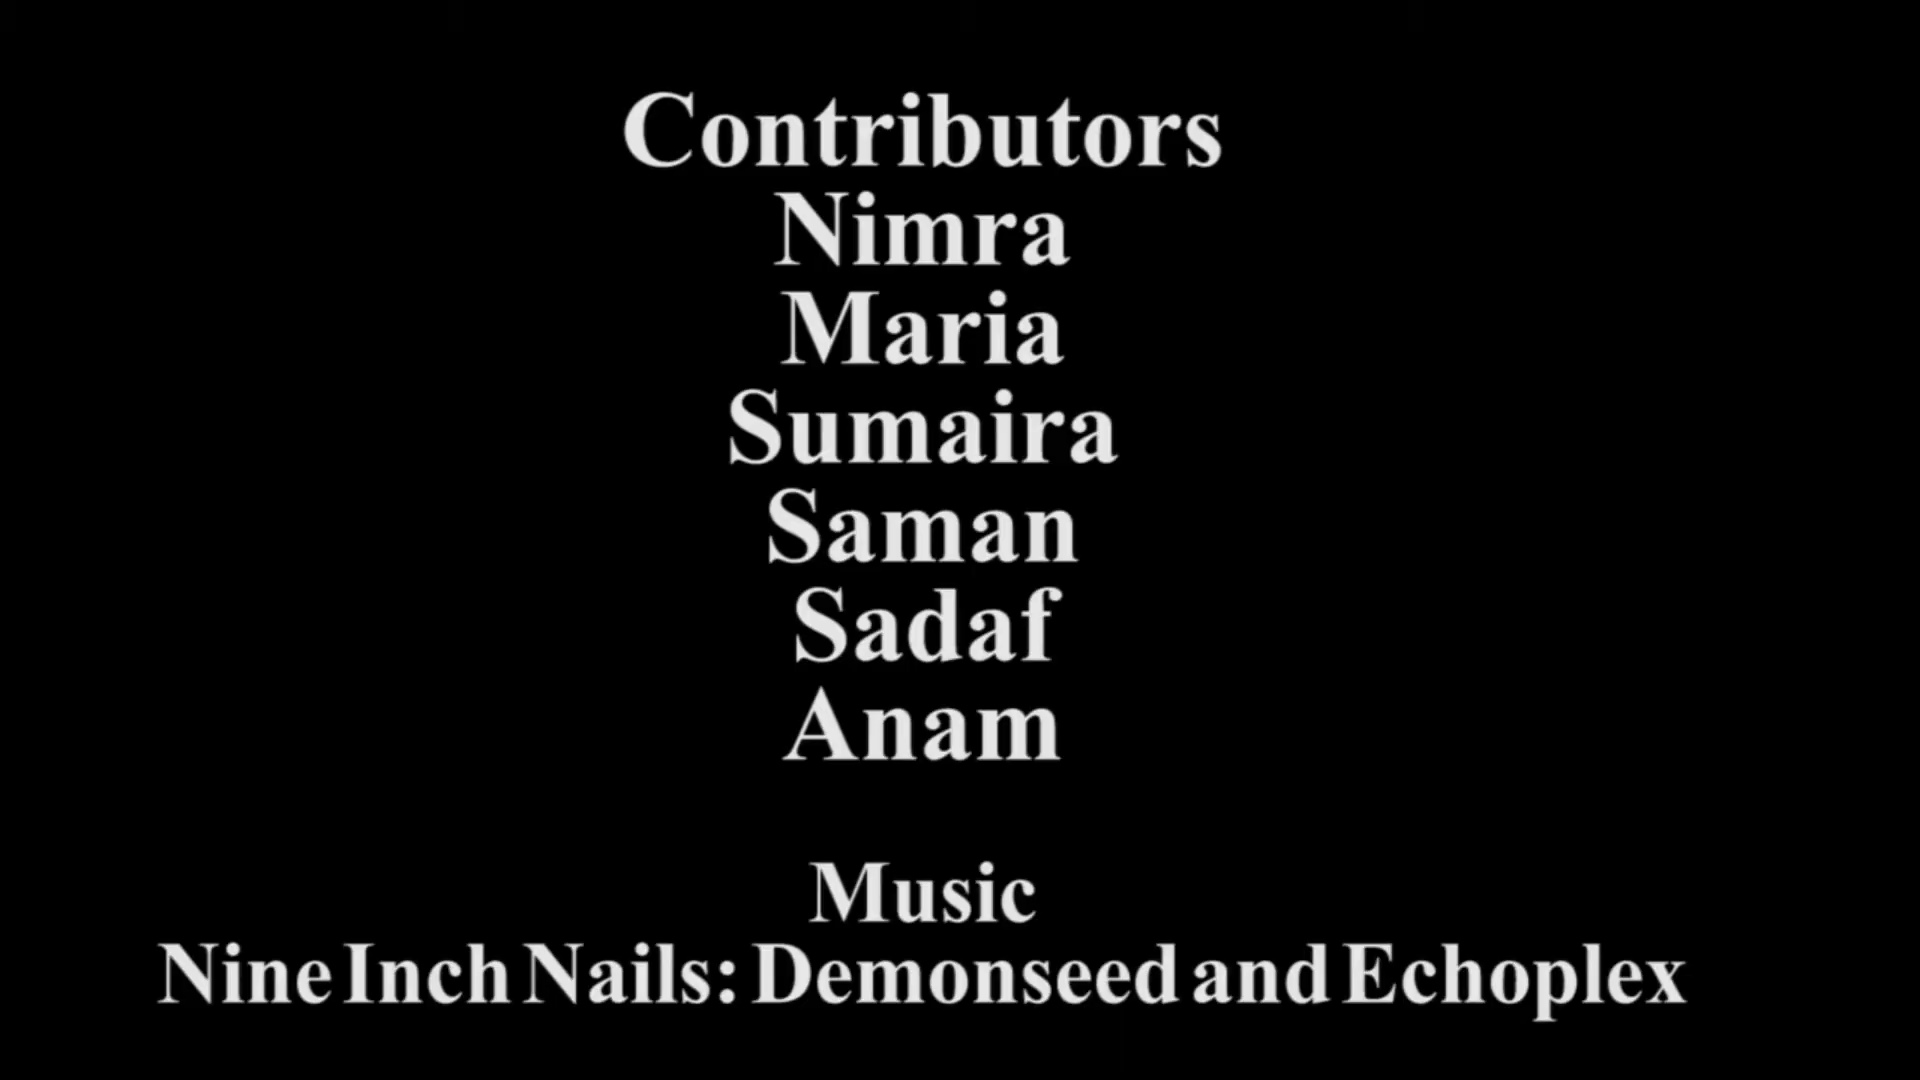 Contributors
Nimra
Maria
Sumaira
Saman
Sadaf
Anam
Music
Nine Inch Nails: Demonseed and Echoplex